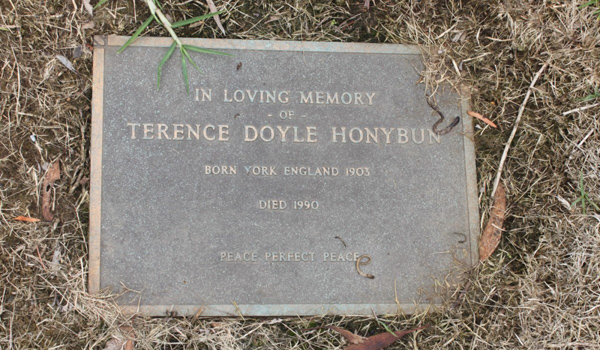 IN LOVING MEMORY
- OF -
TERENCE DOYLE HONYBUN
BORN YORK ENGLAND 1903
DIED 1990
PEACE PERFECT PEACE